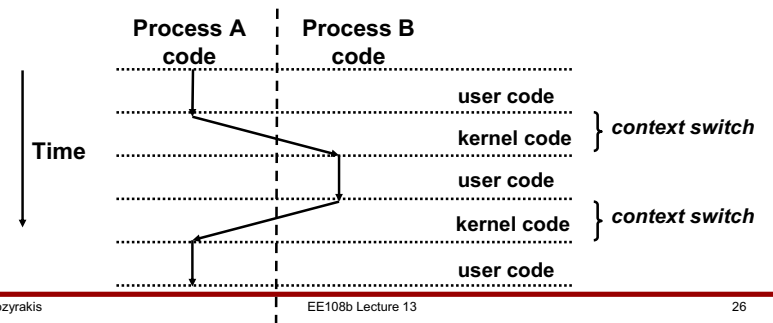 Process A Process B
code code
user code
kernel code } context switch
Time
user code
kernel code } context switch
user code
ozyrakis EE108b Lecture 13 26